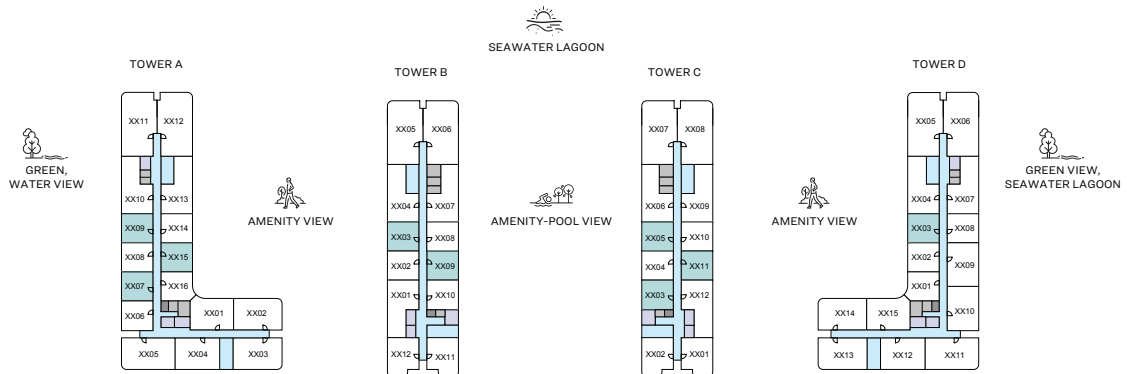 SEAWATER LAGOON
TOWER A
TOWER B
TOWER C
TOWER D
GREEN,
WATER VIEW
AMENITY VIEW
AMENITY-POOL VIEW
AMENITY VIEW
GREEN VIEW,
SEAWATER LAGOON
XX11 XX12
XX10 XX13
XX09 XX14
XX08 XX15
XX07 XX16
XX06 XX01 XX02
XX05 XX04 XX03
XX05 XX06
XX04 XX07
XX03 XX08
XX02 XX09
XX01 XX10
XX12 XX11
XX07 XX08
XX06 XX09
XX05 XX10
XX04 XX11
XX03 XX12
XX02 XX01
XX05 XX06
XX04 XX07
XX03 XX08
XX02 XX09
XX01
XX14 XX15 XX10
XX13 XX12 XX11